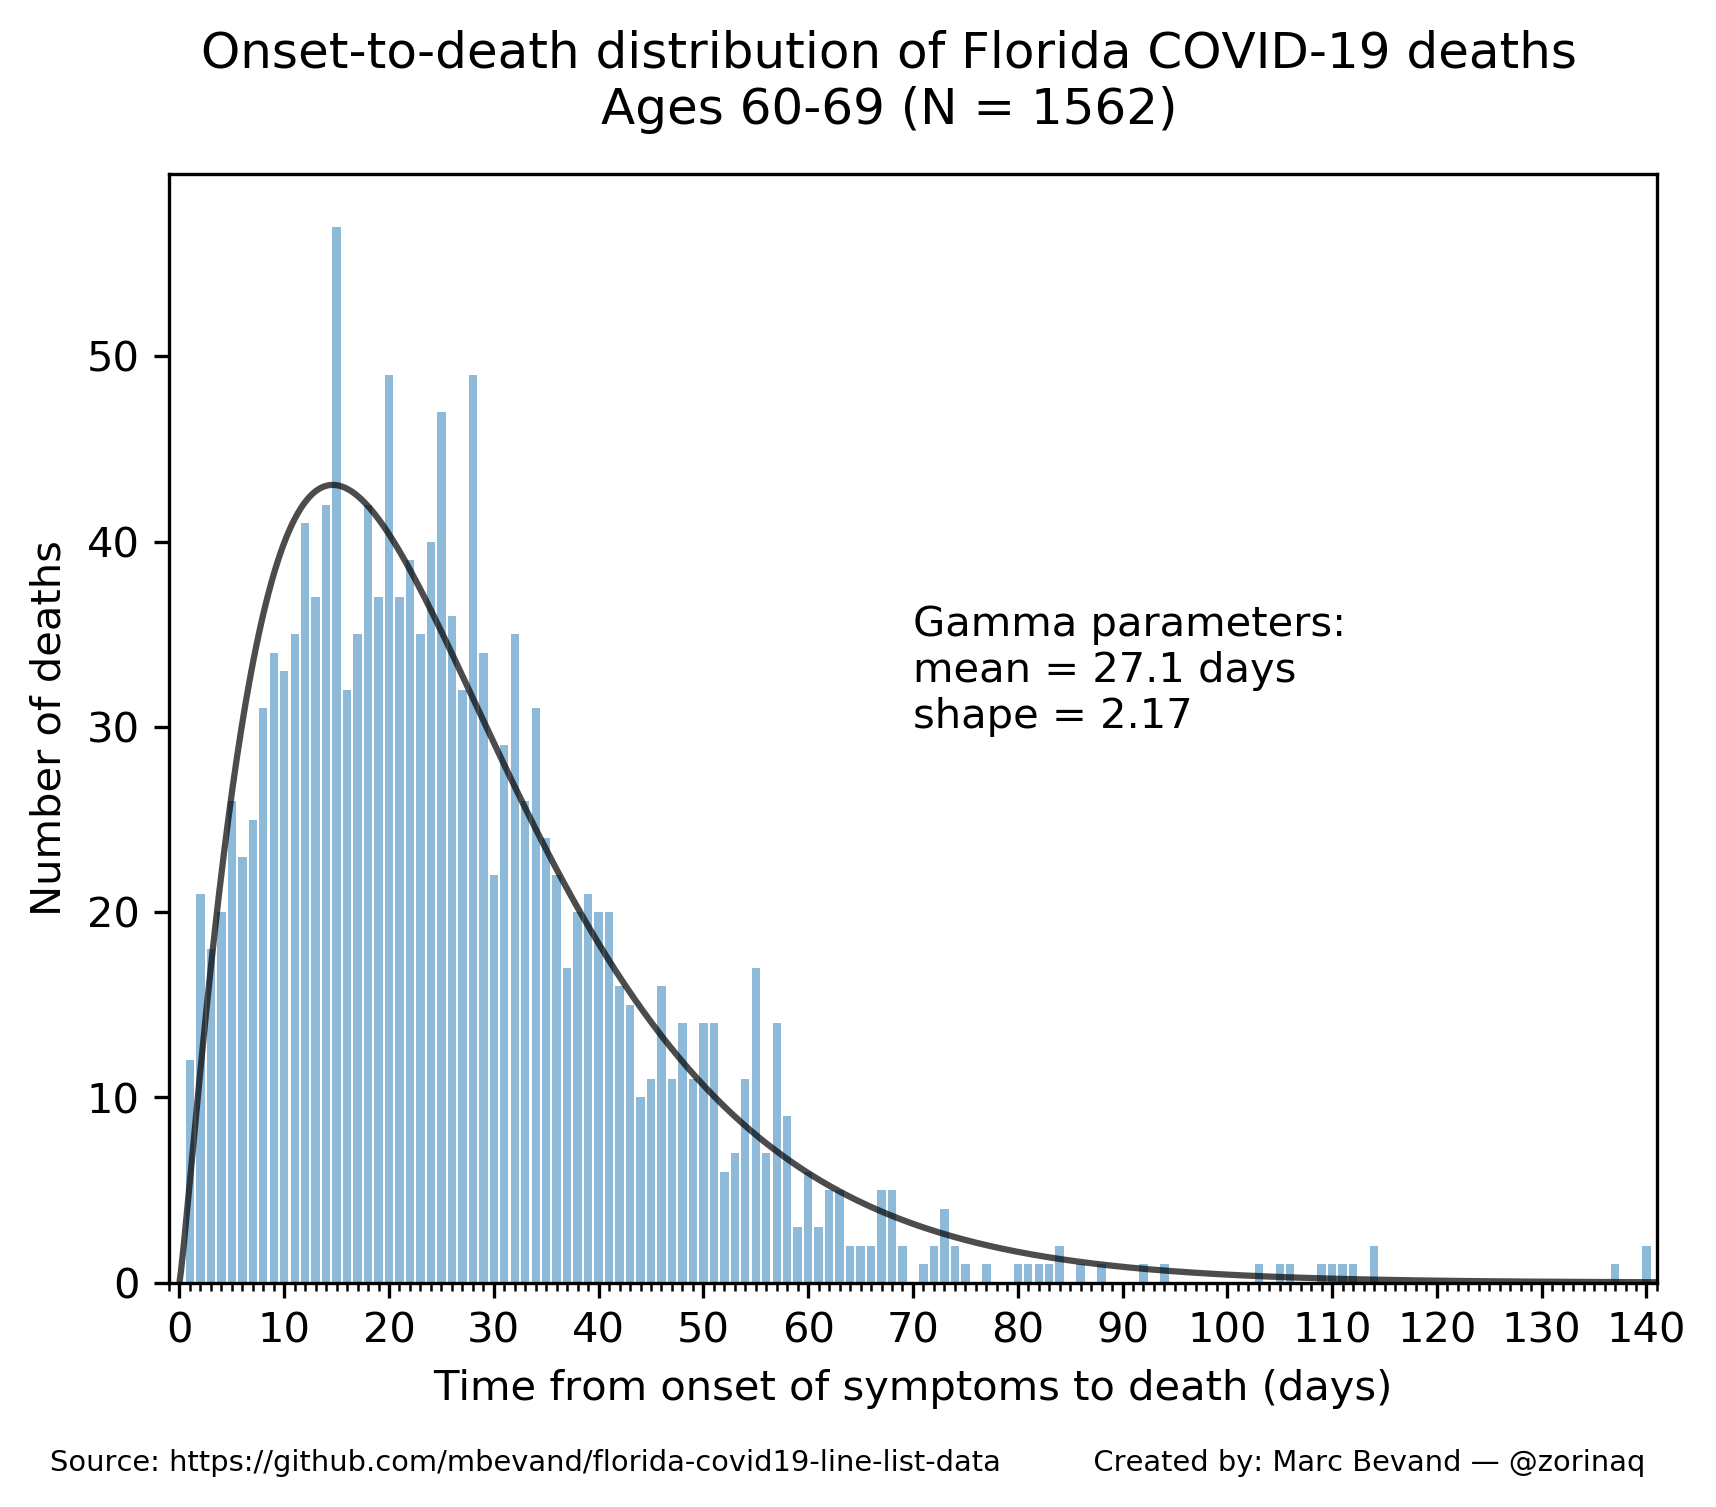 Onset-to-death distribution of Florida COVID-19 deaths
Ages 60-69 (N = 1562)
Number of deaths
50
40
30
20
10
0
Gamma parameters:
mean = 27.1 days
shape = 2.17
0 10 20 30 40 50 60 70 80 90 100 110 120 130 140
Time from onset of symptoms to death (days)
Source: https://github.com/mbevand/florida-covid19-line-list-data Created by: Marc Bevand — @zorinaq